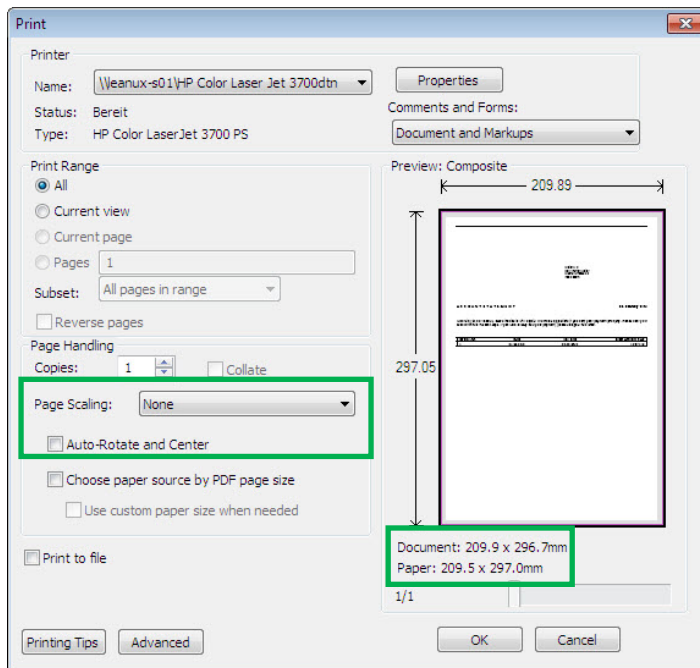 Print
Printer
Name: \\leanux-s01\HP Color Laser Jet 3700dtn
Properties
Status: Bereit
Comments and Forms:
Type: HP Color LaserJet 3700 PS
Document and Markups
Print Range
All
Current view
Current page
Pages 1
Subset: All pages in range
Reverse pages
Page Handling
Copies: 1
Collate
Page Scaling: None
Auto-Rotate and Center
Choose paper source by PDF page size
Use custom paper size when needed
Print to file
Preview: Composite
209.89
297.05
Document: 209.9 x 296.7mm
Paper: 209.5 x 297.0mm
1/1
Printing Tips
Advanced
OK
Cancel